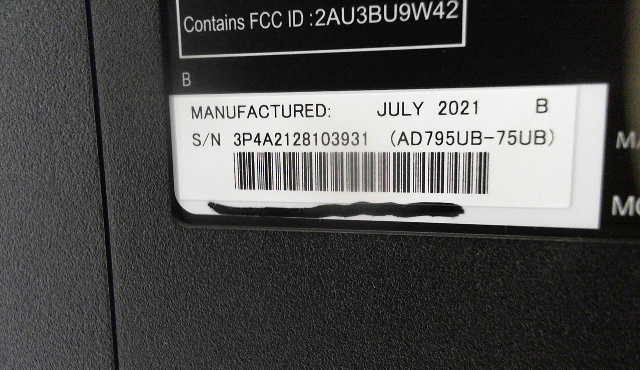 Contains FCC ID :2AU3BU9W42
B
MANUFACTURED: JULY 2021 B
S/N 3P4A2128103931 (AD795UB-75UB)